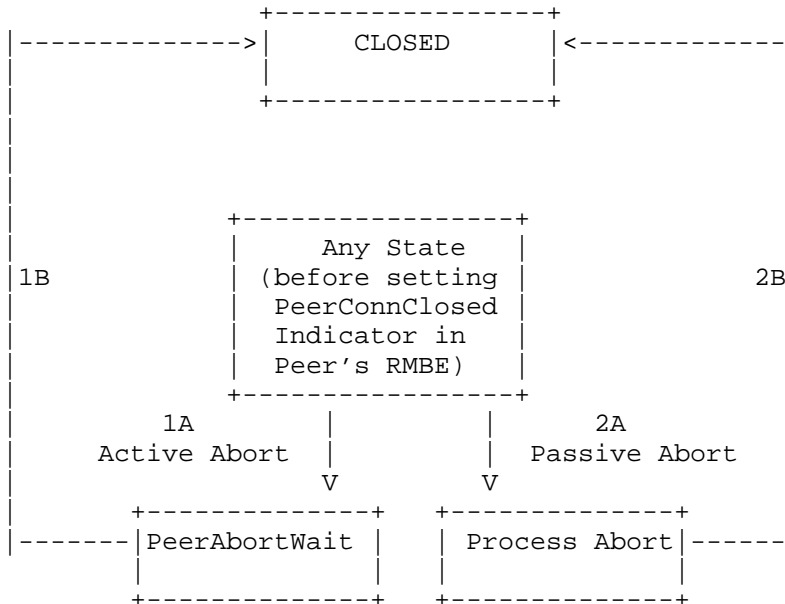 CLOSED
Any State
1B (before setting 2B
PeerConnClosed
Indicator in
Peer's RMBE)
1A 2A
Active Abort Passive Abort
V V
PeerAbortWait Process Abort